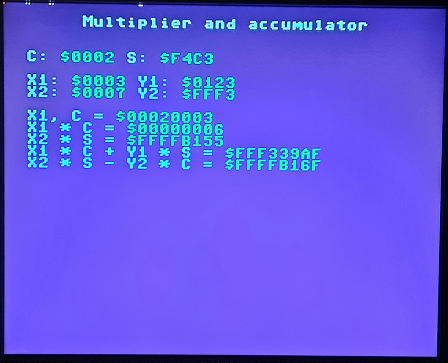 Multiplier and accumulator
C: $0002 S: $F4C3
X1: $0003 Y1: $0123
X2: $0007 Y2: $FFF3
X1, C = $00020003
X1 * C = $00000006
X2 * S = $FFFFB155
X1 * C + Y1 * S = $FFF339AF
X2 * S - Y2 * C = $FFFFB16F